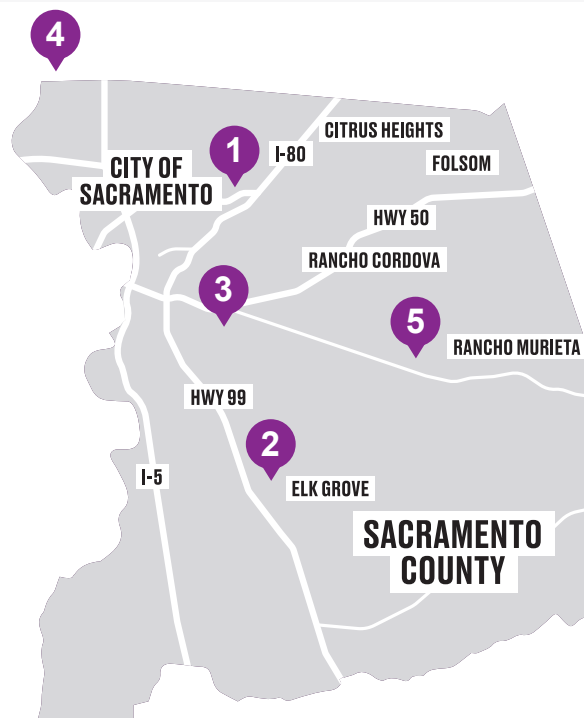 4
CITRUS HEIGHTS
1
I-80
CITY OF
SACRAMENTO
FOLSOM
HWY 50
RANCHO CORDOVA
3
5
RANCHO MURIETA
HWY 99
2
I-5
ELK GROVE
SACRAMENTO
COUNTY